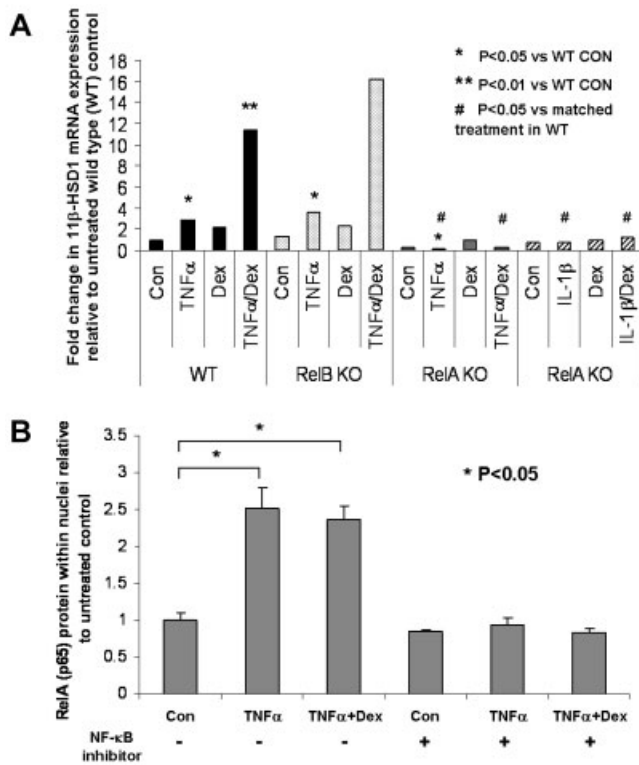 A
Fold change in 11β-HSD1 mRNA expression
relative to untreated wild type (WT) control
18
16
14
12
10
8
6
4
2
0
* P<0.05 vs WT CON
** P<0.01 vs WT CON
# P<0.05 vs matched
treatment in WT
*
**
*
#
*
#
#
#
Con TNFα Dex TNFα/Dex Con TNFα Dex TNFα/Dex Con TNFα Dex TNFα/Dex Con IL-1β Dex IL-1β/Dex
WT RelB KO RelA KO RelA KO
B
RelA (p65) protein within nuclei relative
to untreated control
3.5
3
2.5
2
1.5
1
0.5
0
*
*
* P<0.05
Con TNFα TNFα+Dex Con TNFα TNFα+Dex
NF-κB
inhibitor
- - - + + +